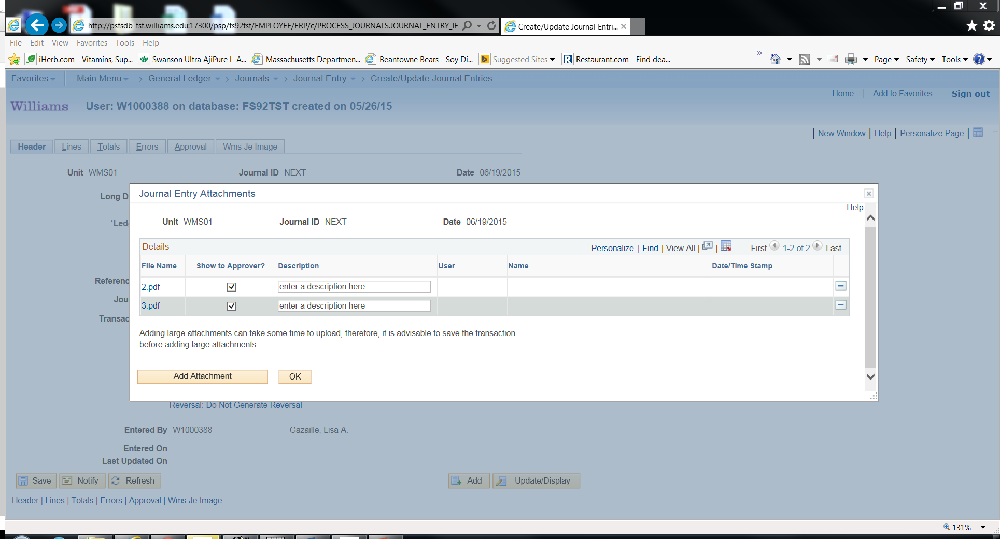 http://psfsdb-tst.williams.edu:17300/psp/fs92tst/EMPLOYEE/ERP/c/PROCESS_JOURNALS.JOURNAL_ENTRY_IE
Create/Update Journal Entri...
File Edit View Favorites Tools Help
iHerb.com - Vitamins, Sup... Swanson Ultra AjiPure L-A... Massachusetts Departmen... Beantowne Bears - Soy Di... Suggested Sites Restaurant.com - Find dea... » Page Safety Tools
Favorites Main Menu > General Ledger > Journals > Journal Entry > Create/Update Journal Entries
Home Add to Favorites Sign out
Williams User: W1000388 on database: FS92TST created on 05/26/15
| New Window | Help | Personalize Page |
Header Lines Totals Errors Approval Wms Je Image
Unit WMS01 Journal ID NEXT Date 06/19/2015
Long D
Journal Entry Attachments
Help
*Led
Unit WMS01 Journal ID NEXT Date 06/19/2015
Details Personalize | Find | View All | | First 1-2 of 2 Last
File Name Show to Approver? Description User Name Date/Time Stamp
Referenc
2.pdf enter a description here
Jou
3.pdf enter a description here
Transac
Adding large attachments can take some time to upload, therefore, it is advisable to save the transaction
before adding large attachments.
Add Attachment OK
Reversal: Do Not Generate Reversal
Entered By W1000388 Gazaille, Lisa A.
Entered On
Last Updated On
Save Notify Refresh Add Update/Display
Header | Lines | Totals | Errors | Approval | Wms Je Image
131%